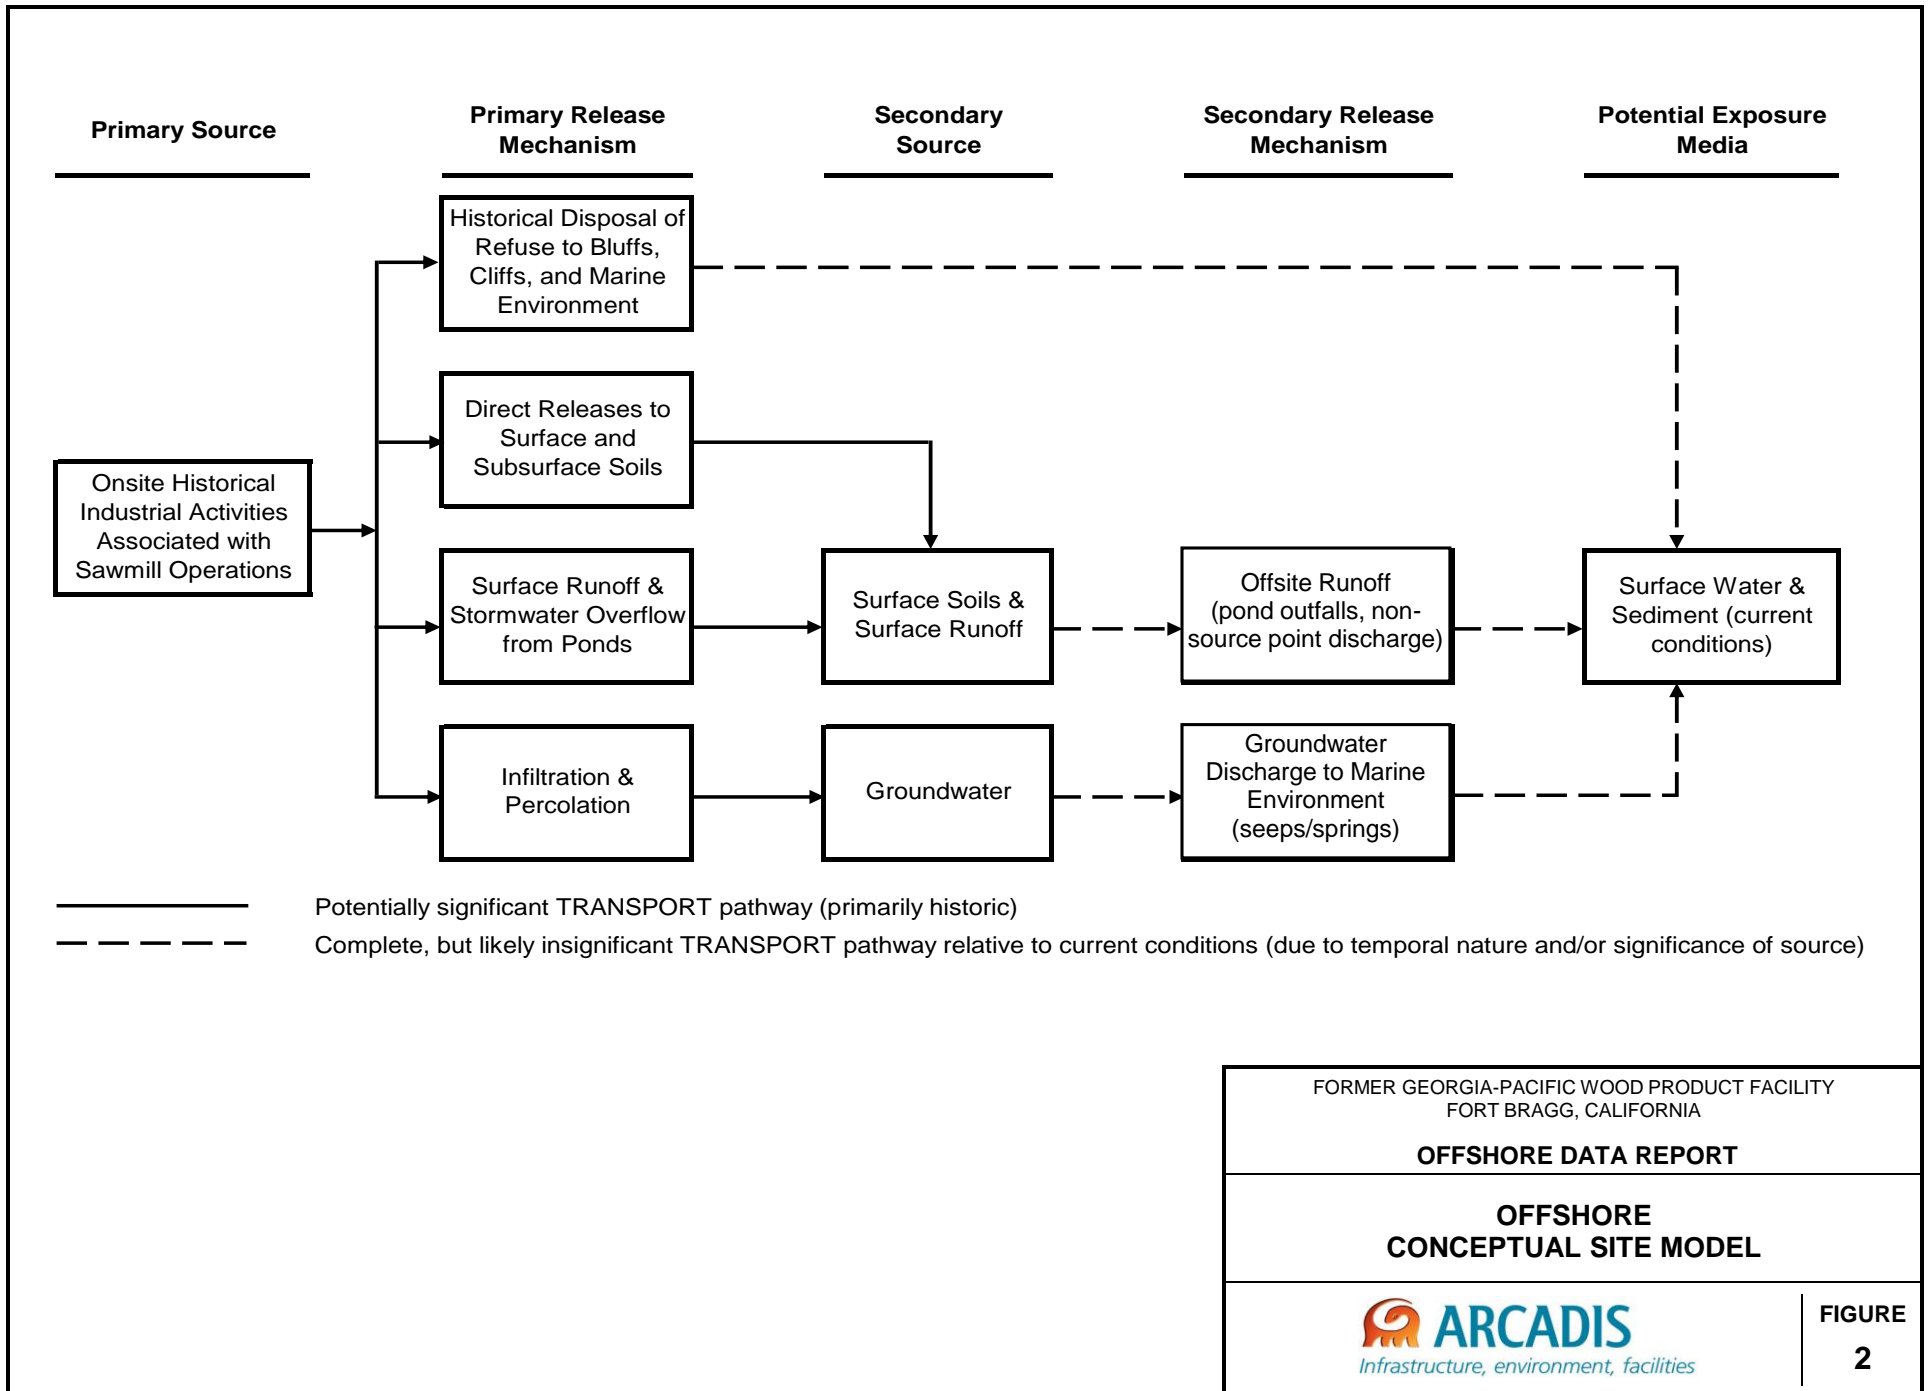 Primary Source
Primary Release
Mechanism
Secondary
Source
Secondary Release
Mechanism
Potential Exposure
Media
Historical Disposal of
Refuse to Bluffs,
Cliffs, and Marine
Environment
Direct Releases to
Surface and
Subsurface Soils
Onsite Historical
Industrial Activities
Associated with
Sawmill Operations
Surface Runoff &
Stormwater Overflow
from Ponds
Surface Soils &
Surface Runoff
Offsite Runoff
(pond outfalls, non-
source point discharge)
Surface Water &
Sediment (current
conditions)
Infiltration &
Percolation
Groundwater
Groundwater
Discharge to Marine
Environment
(seeps/springs)
Potentially significant TRANSPORT pathway (primarily historic)
Complete, but likely insignificant TRANSPORT pathway relative to current conditions (due to temporal nature and/or significance of source)
FORMER GEORGIA-PACIFIC WOOD PRODUCT FACILITY
FORT BRAGG, CALIFORNIA
OFFSHORE DATA REPORT
OFFSHORE
CONCEPTUAL SITE MODEL
ARCADIS
Infrastructure, environment, facilities
FIGURE
2